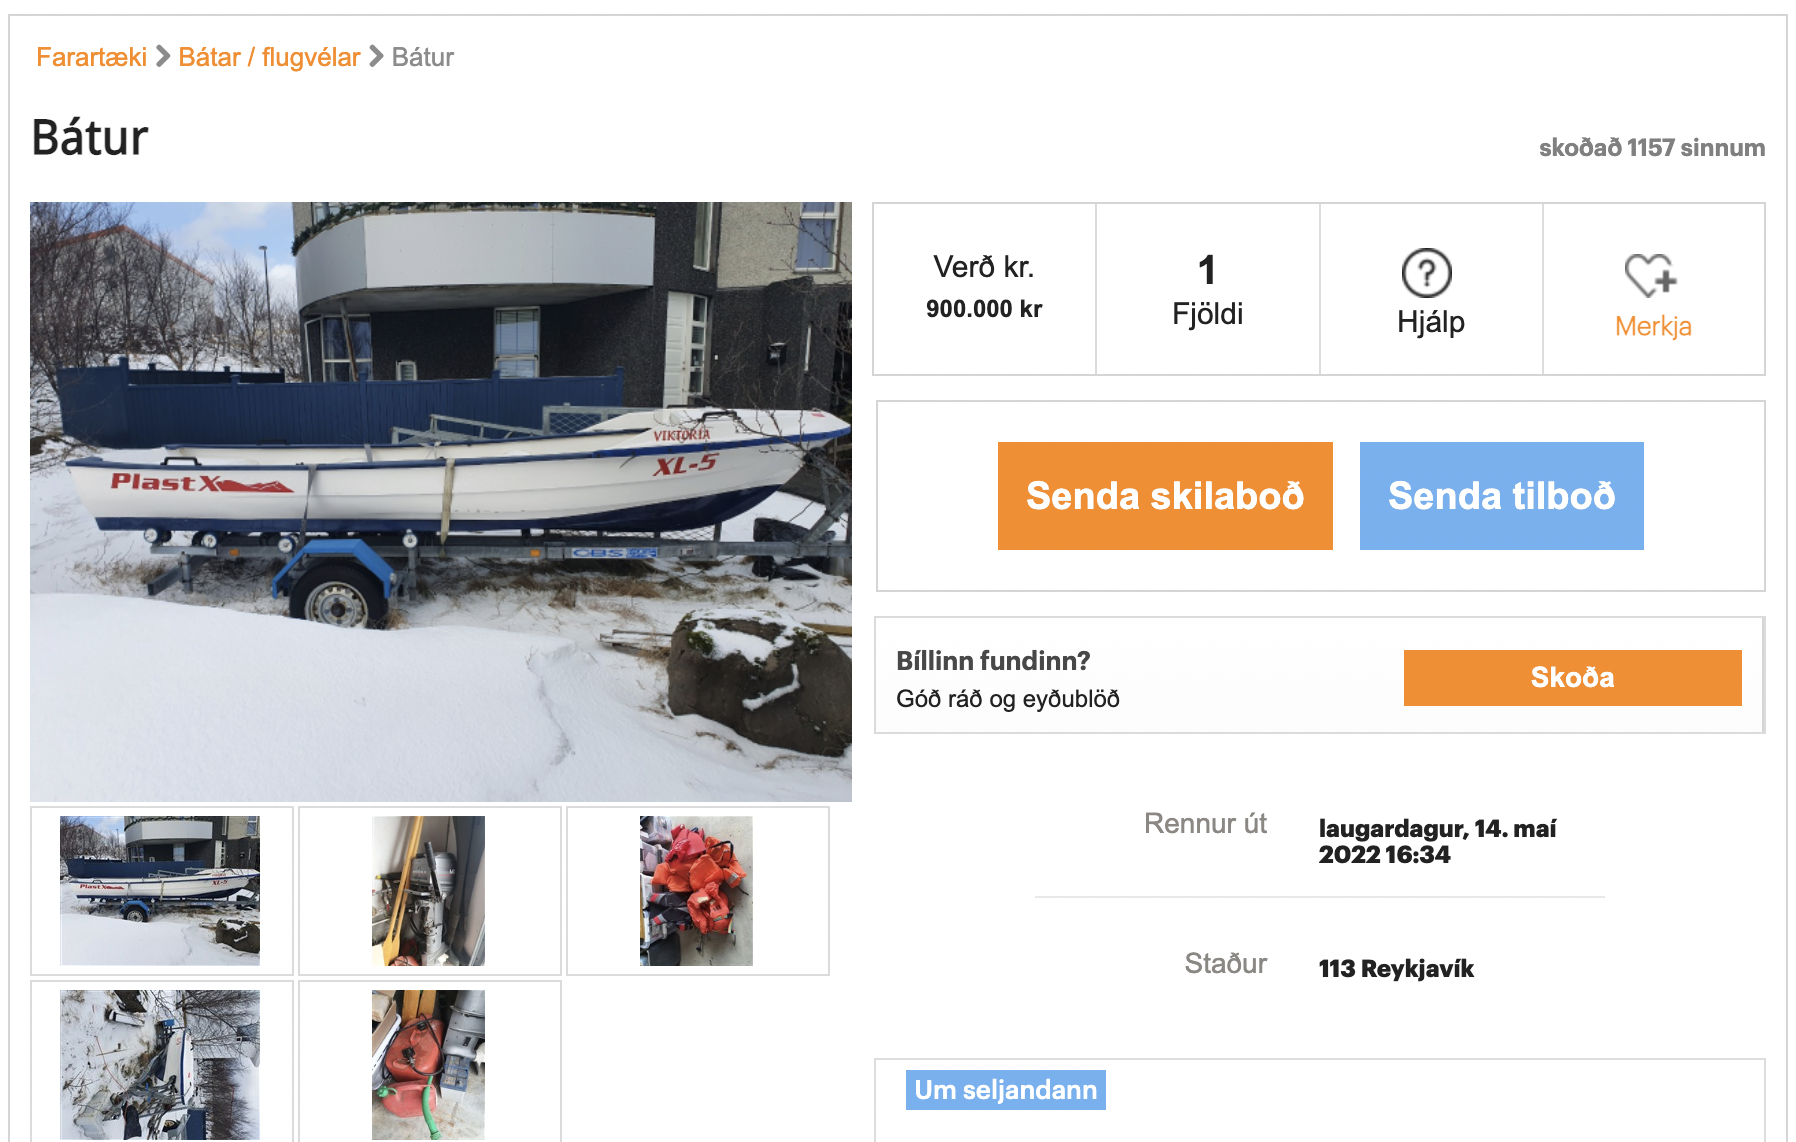 Farartæki > Bátar / flugvélar > Bátur
Bátur
skoðað 1157 sinnum
PlastX
VIKTORIA
XL-5
CBS
Verð kr.
900.000 kr
1
Fjöldi
Hjálp
Merkja
Senda skilaboð
Senda tilboð
Bíllinn fundinn?
Góð ráð og eyðublöð
Skoða
Rennur út
laugardagur, 14. maí
2022 16:34
Staður
113 Reykjavík
Um seljandann